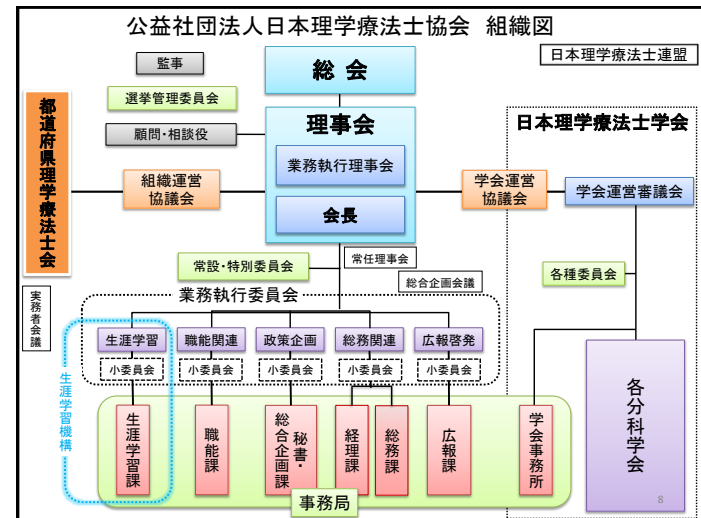 公益社団法人日本理学療法士協会 組織図
日本理学療法士連盟
監事
総 会
選挙管理委員会
顧問・相談役
理事会
業務執行理事会
会長
都道府県理学療法士会
組織運営
協議会
学会運営
協議会
日本理学療法士学会
学会運営審議会
常設・特別委員会
常任理事会
総合企画会議
各種委員会
実務者会議
業務執行委員会
生涯学習
職能関連
政策企画
総務関連
広報啓発
小委員会
小委員会
小委員会
小委員会
小委員会
生涯学習機構
生涯学習課
職能課
秘書・
総合企画課
経理課
総務課
広報課
学会事務所
各分科学会
事務局
8